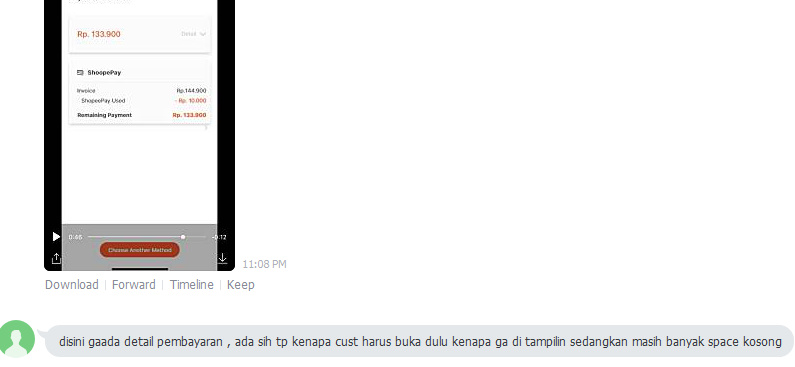 Rp. 133.900 Detail
ShoopePay
Invoice Rp.144.900
ShopeePay Used - Rp. 10.000
Remaining Payment Rp. 133.900
0:46 -0:12
Choose Another Method
11:08 PM
Download | Forward | Timeline | Keep
disini gaada detail pembayaran , ada sih tp kenapa cust harus buka dulu kenapa ga di tampilin sedangkan masih banyak space kosong